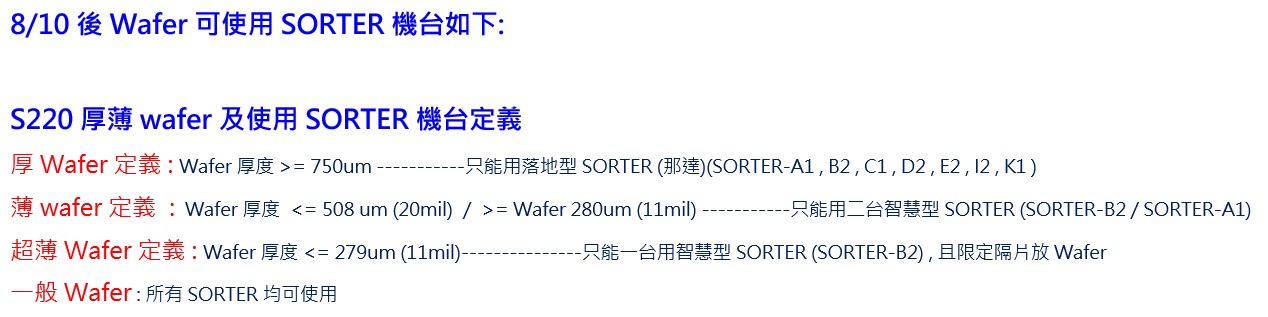 8/10 後 Wafer 可使用 SORTER 機台如下:
S220 厚薄 wafer 及使用 SORTER 機台定義
厚 Wafer 定義 : Wafer 厚度 >= 750um -----------只能用落地型 SORTER (那達)(SORTER-A1 , B2 , C1 , D2 , E2 , I2 , K1 )
薄 wafer 定義 : Wafer 厚度 <= 508 um (20mil) / >= Wafer 280um (11mil) -----------只能用二台智慧型 SORTER (SORTER-B2 / SORTER-A1)
超薄 Wafer 定義 : Wafer 厚度 <= 279um (11mil)---------------只能一台用智慧型 SORTER (SORTER-B2) , 且限定隔片放 Wafer
一般 Wafer : 所有 SORTER 均可使用